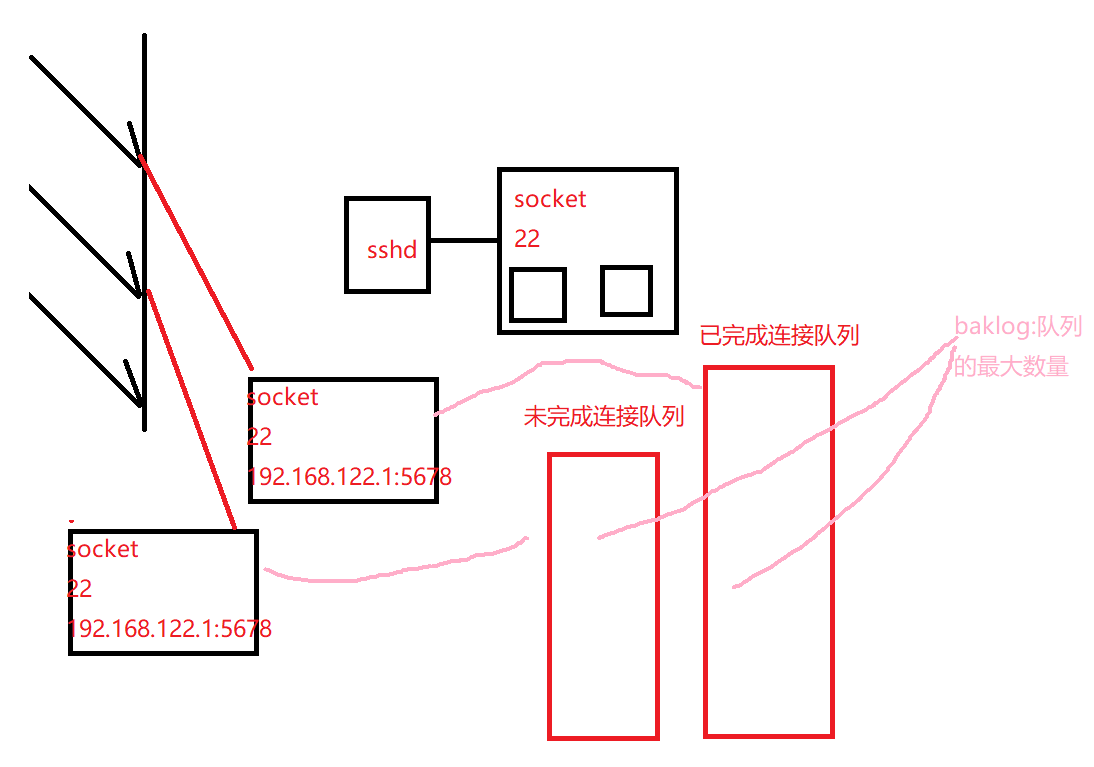 socket
22
sshd
baklog:队列
的最大数量
已完成连接队列
未完成连接队列
socket
22
192.168.122.1:5678
socket
22
192.168.122.1:5678